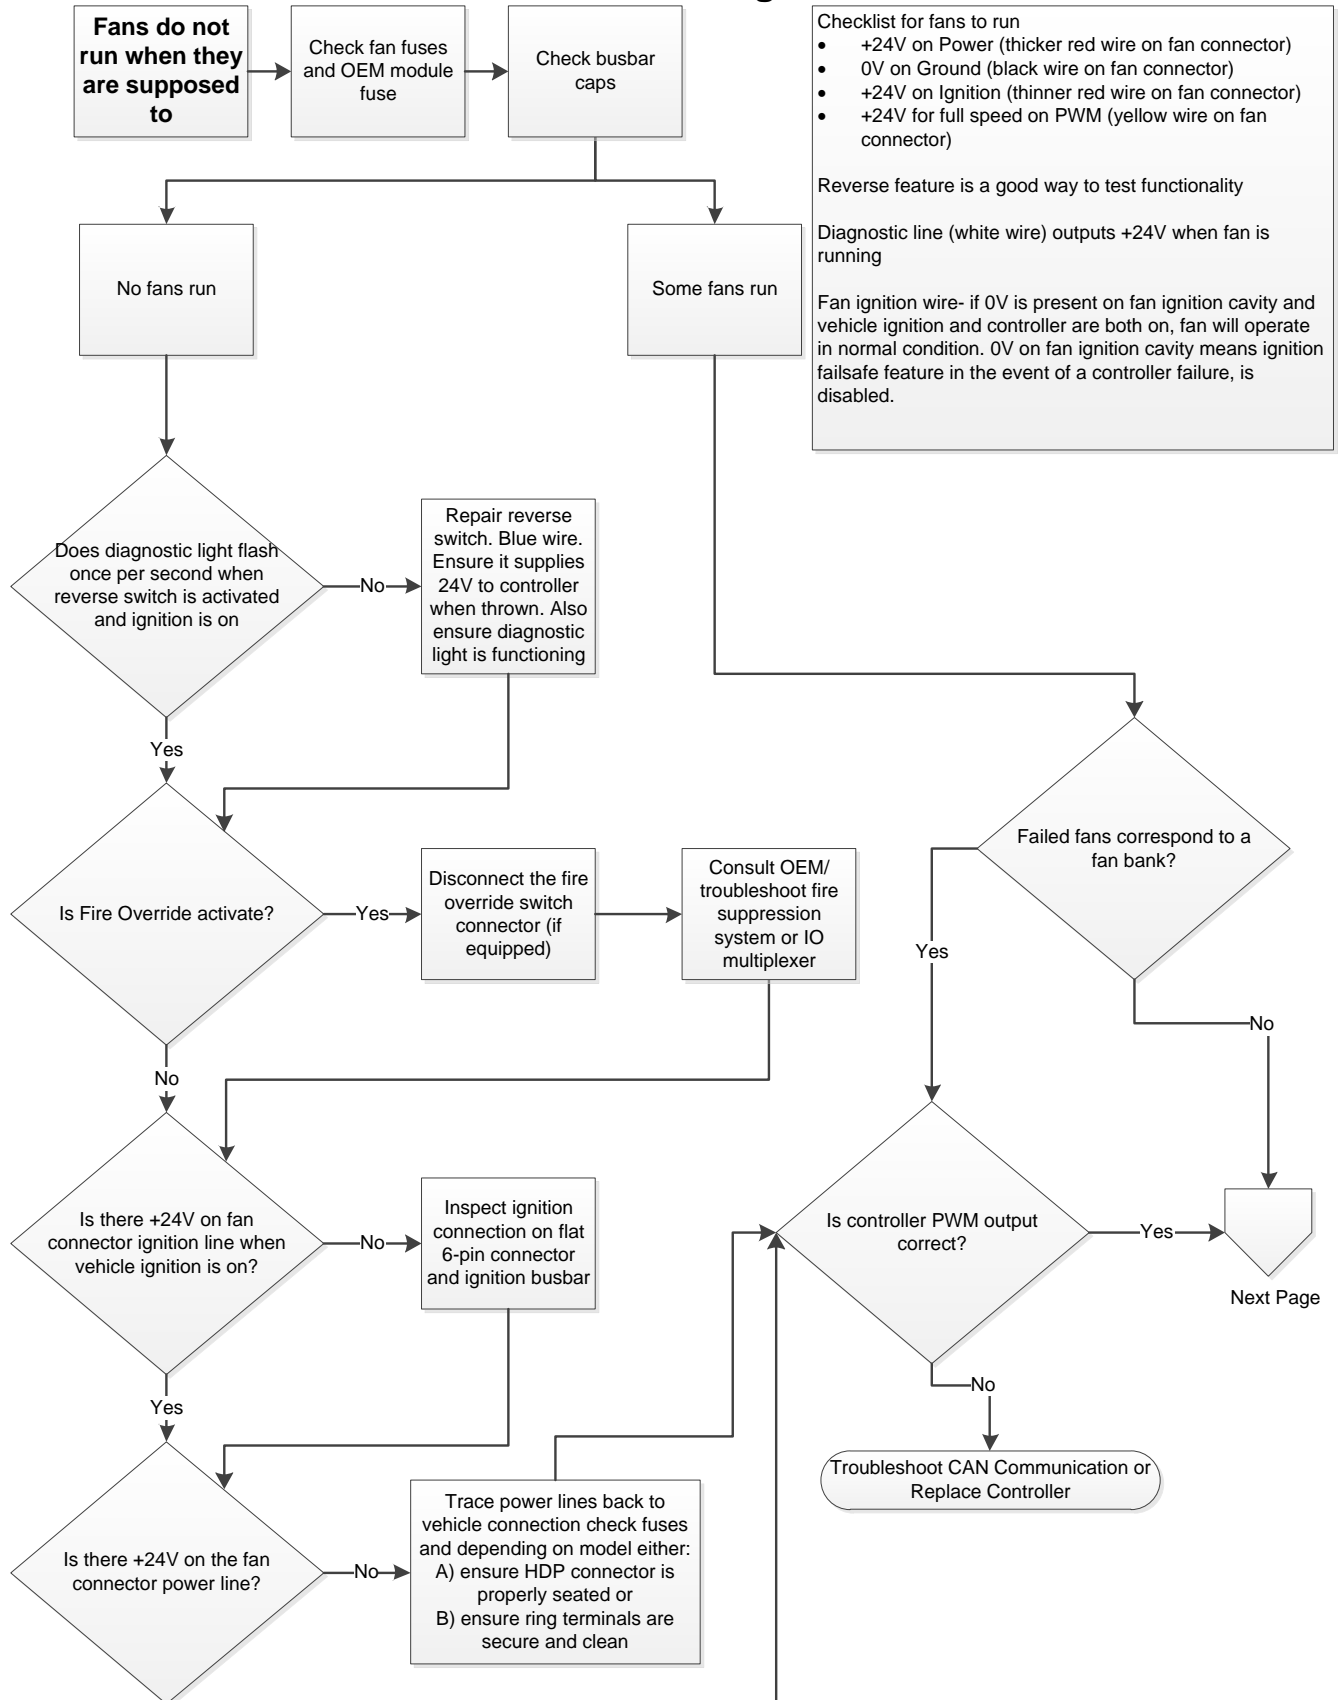 Fans do not
run when they
are supposed
to
Check fan fuses
and OEM module
fuse
Check busbar
caps
Checklist for fans to run
• +24V on Power (thicker red wire on fan connector)
• 0V on Ground (black wire on fan connector)
• +24V on Ignition (thinner red wire on fan connector)
• +24V for full speed on PWM (yellow wire on fan
connector)
Reverse feature is a good way to test functionality
Diagnostic line (white wire) outputs +24V when fan is
running
Fan ignition wire- if 0V is present on fan ignition cavity and
vehicle ignition and controller are both on, fan will operate
in normal condition. 0V on fan ignition cavity means ignition
failsafe feature in the event of a controller failure, is
disabled.
No fans run
Some fans run
Does diagnostic light flash
once per second when
reverse switch is activated
and ignition is on
No
Repair reverse
switch. Blue wire.
Ensure it supplies
24V to controller
when thrown. Also
ensure diagnostic
light is functioning
Yes
Is Fire Override activate?
Yes
Disconnect the fire
override switch
connector (if
equipped)
Consult OEM/
troubleshoot fire
suppression
system or IO
multiplexer
Failed fans correspond to a
fan bank?
Yes
No
No
Is there +24V on fan
connector ignition line when
vehicle ignition is on?
No
Inspect ignition
connection on flat
6-pin connector
and ignition busbar
Is controller PWM output
correct?
Yes
Next Page
No
Troubleshoot CAN Communication or
Replace Controller
Yes
Is there +24V on the fan
connector power line?
No
Trace power lines back to
vehicle connection check fuses
and depending on model either:
A) ensure HDP connector is
properly seated or
B) ensure ring terminals are
secure and clean